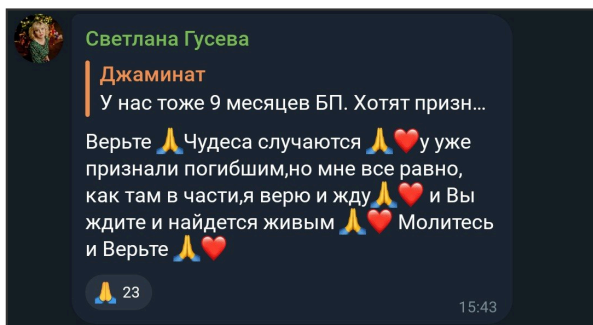 Светлана Гусева
Джаминат
У нас тоже 9 месяцев БП. Хотят призн...
Верьте 🙏Чудеса случаются 🙏❤️у уже
признали погибшим,но мне все равно,
как там в части,я верю и жду🙏❤️ и Вы
ждите и найдется живым 🙏❤️ Молитесь
и Верьте 🙏❤️
🙏 23
15:43